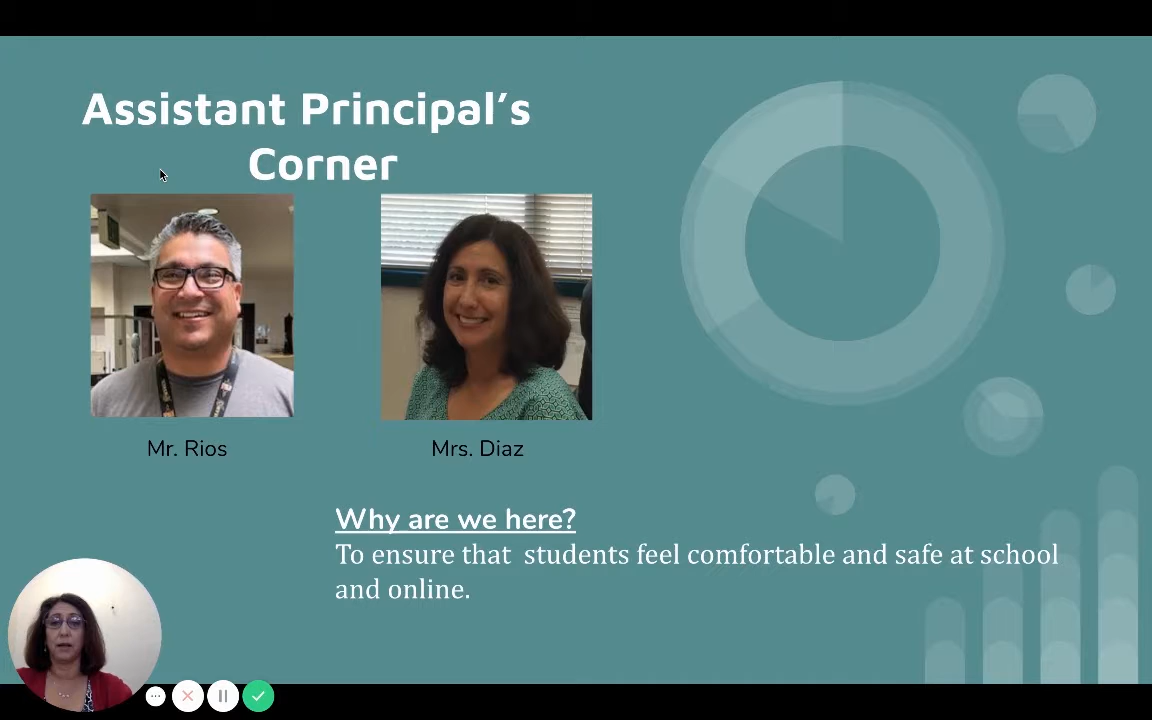 Assistant Principal’s
Corner
Mr. Rios
Mrs. Diaz
Why are we here?
To ensure that  students feel comfortable and safe at school
and online.